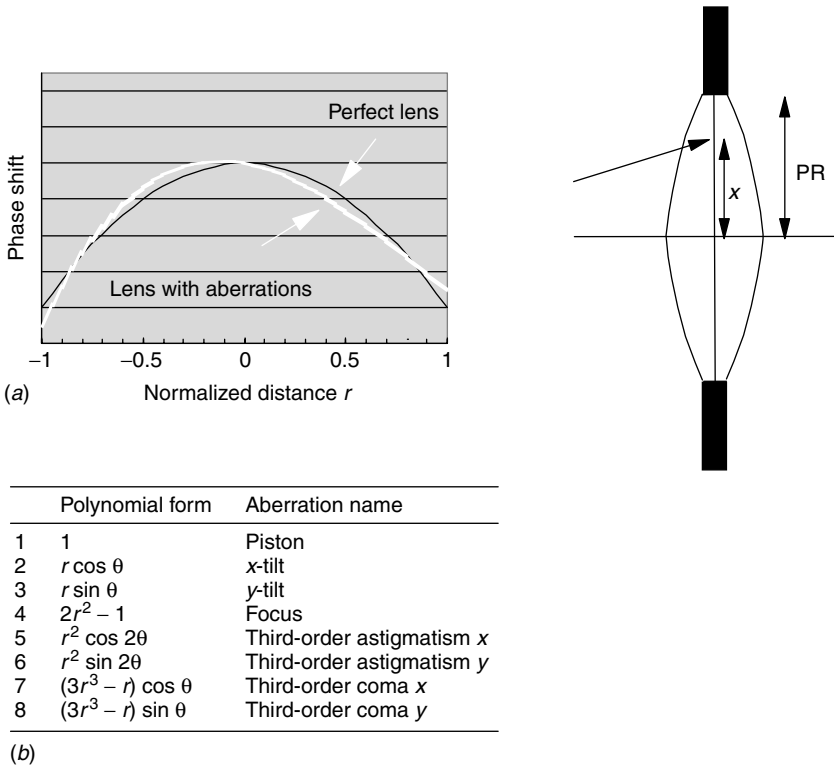 Perfect lens
Phase shift
Lens with aberrations
−1 −0.5 0 0.5 1
(a) Normalized distance r
PR
x
Polynomial form Aberration name
1 1 Piston
2 r cos θ x-tilt
3 r sin θ y-tilt
4 2r² − 1 Focus
5 r² cos 2θ Third-order astigmatism x
6 r² sin 2θ Third-order astigmatism y
7 (3r³ − r) cos θ Third-order coma x
8 (3r³ − r) sin θ Third-order coma y
(b)